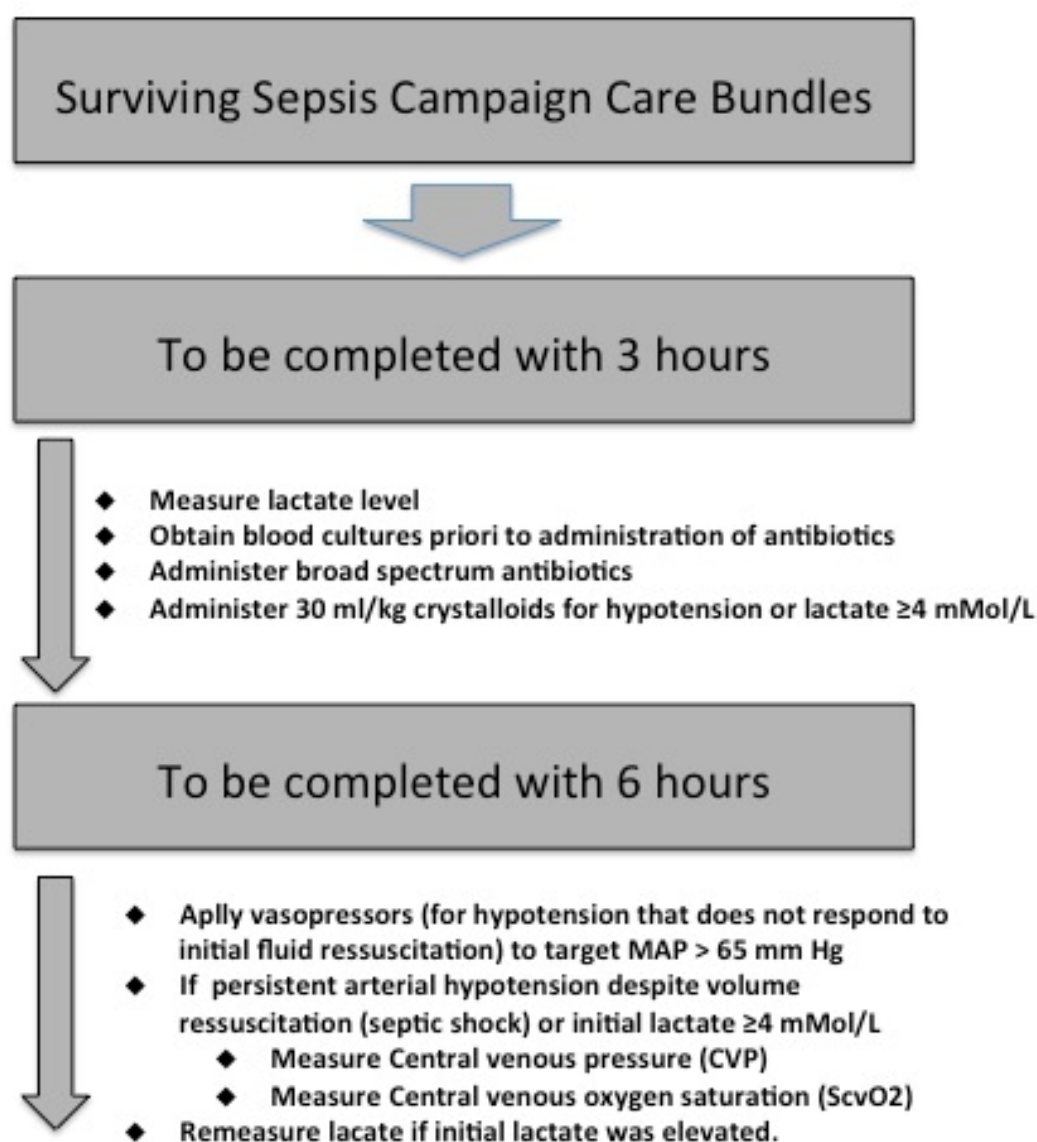 Surviving Sepsis Campaign Care Bundles
To be completed with 3 hours
◆ Measure lactate level
◆ Obtain blood cultures priori to administration of antibiotics
◆ Administer broad spectrum antibiotics
◆ Administer 30 ml/kg crystalloids for hypotension or lactate ≥4 mMol/L
To be completed with 6 hours
◆ Aplly vasopressors (for hypotension that does not respond to
initial fluid ressuscitation) to target MAP > 65 mm Hg
◆ If persistent arterial hypotension despite volume
ressuscitation (septic shock) or initial lactate ≥4 mMol/L
◆ Measure Central venous pressure (CVP)
◆ Measure Central venous oxygen saturation (ScvO2)
◆ Remeasure lacate if initial lactate was elevated.